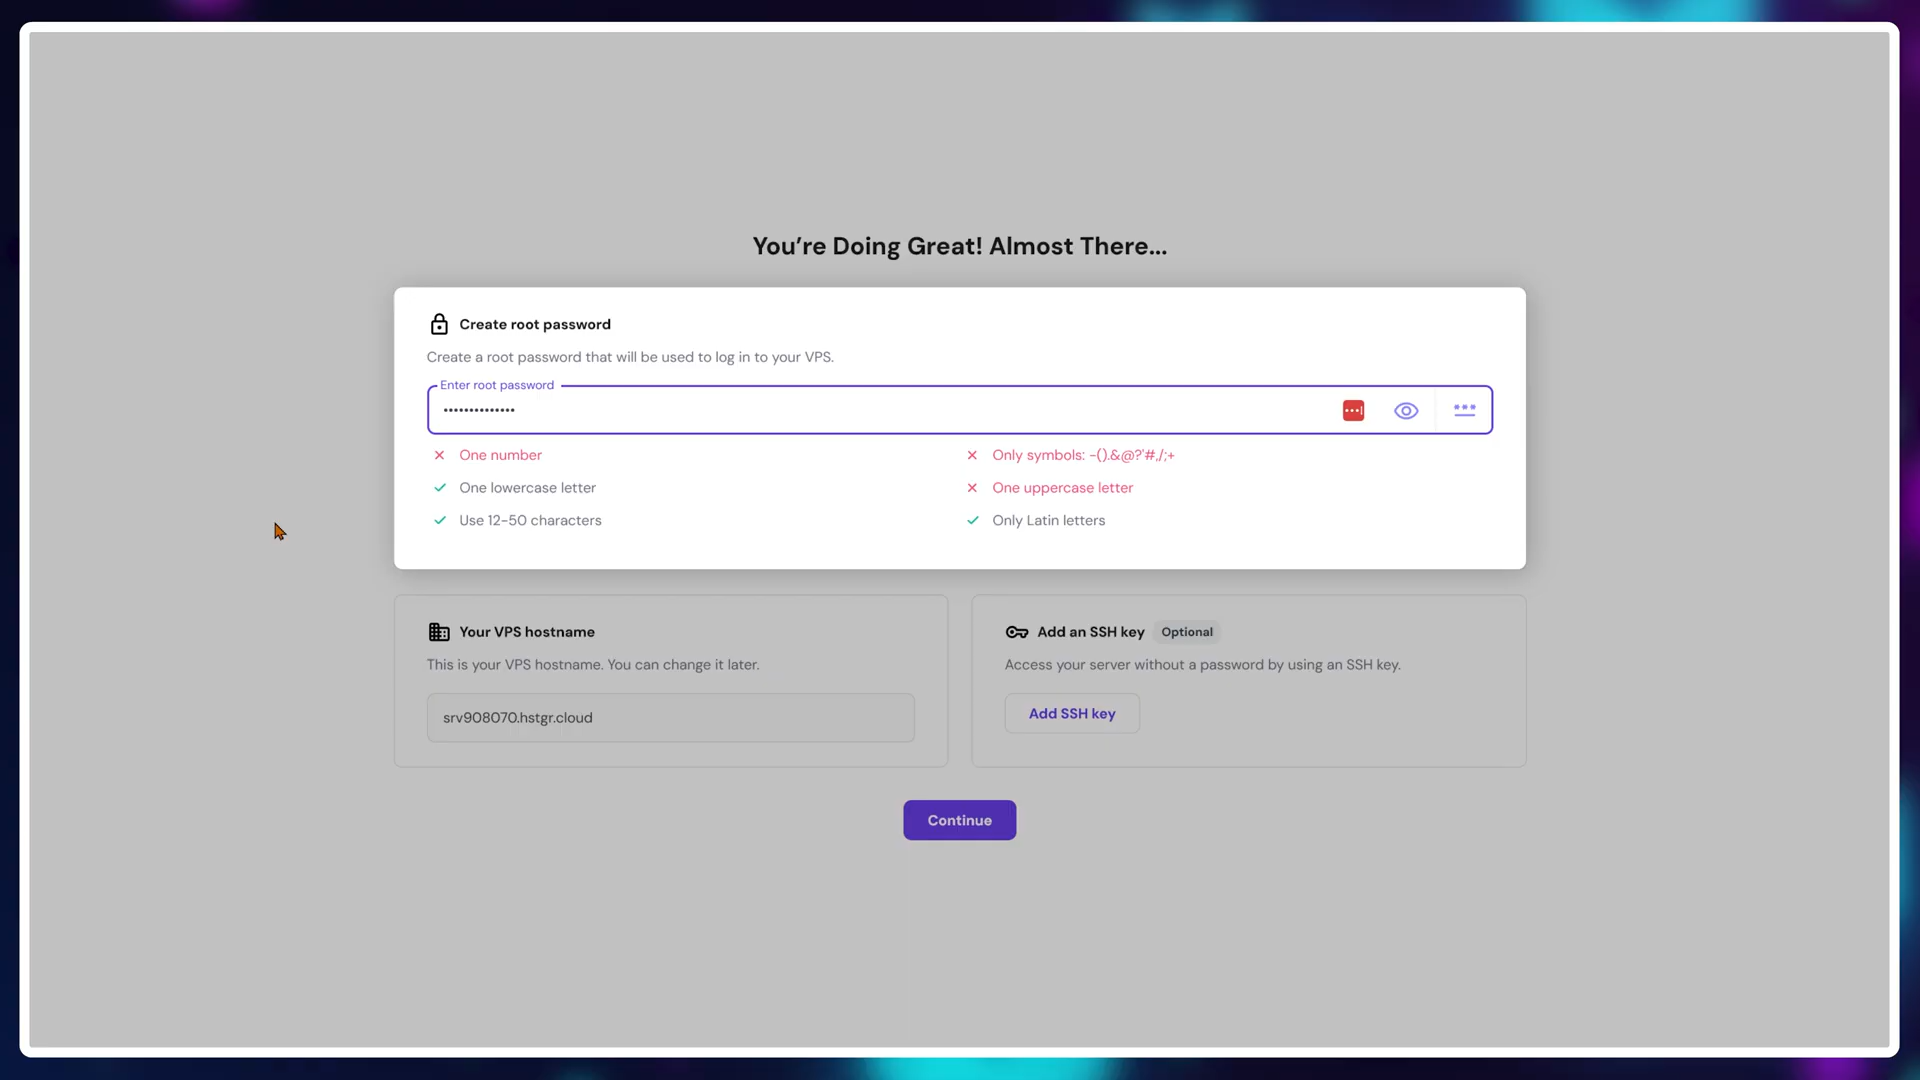 You’re Doing Great! Almost There...
Create root password
Create a root password that will be used to log in to your VPS.
Enter root password
••••••••••••••
One number
Only symbols: -().&@?'#,/;+
One lowercase letter
One uppercase letter
Use 12-50 characters
Only Latin letters
Your VPS hostname
This is your VPS hostname. You can change it later.
srv908070.hstgr.cloud
Add an SSH key Optional
Access your server without a password by using an SSH key.
Add SSH key
Continue